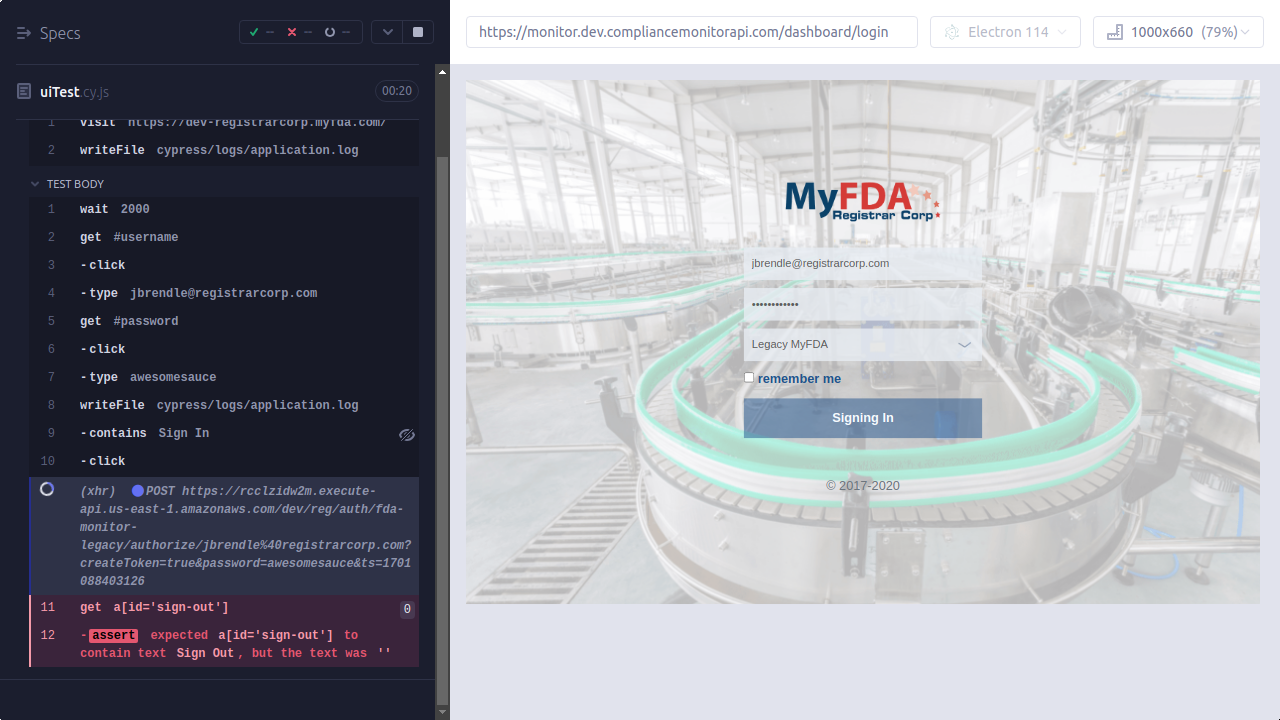 Specs
--
--
--
https://monitor.dev.compliancemonitorapi.com/dashboard/login
Electron 114
1000x660 (79%)
uiTest.cy.js
00:20
1 visit https://dev-registrarcorp.myfda.com/
2 writeFile cypress/logs/application.log
TEST BODY
1 wait 2000
2 get #username
3 -click
4 -type jbrendle@registrarcorp.com
5 get #password
6 -click
7 -type awesomesauce
8 writeFile cypress/logs/application.log
9 -contains Sign In
10 -click
(xhr) POST https://rcclzidw2m.execute-
api.us-east-1.amazonaws.com/dev/reg/auth/fda-
monitor-
legacy/authorize/jbrendle%40registrarcorp.com?
createToken=true&password=awesomesauce&ts=1701
088403126
11 get a[id='sign-out'] 0
12 -assert expected a[id='sign-out'] to
contain text Sign Out, but the text was ''
MyFDA
Registrar Corp
jbrendle@registrarcorp.com
••••••••••••
Legacy MyFDA
remember me
Signing In
© 2017-2020